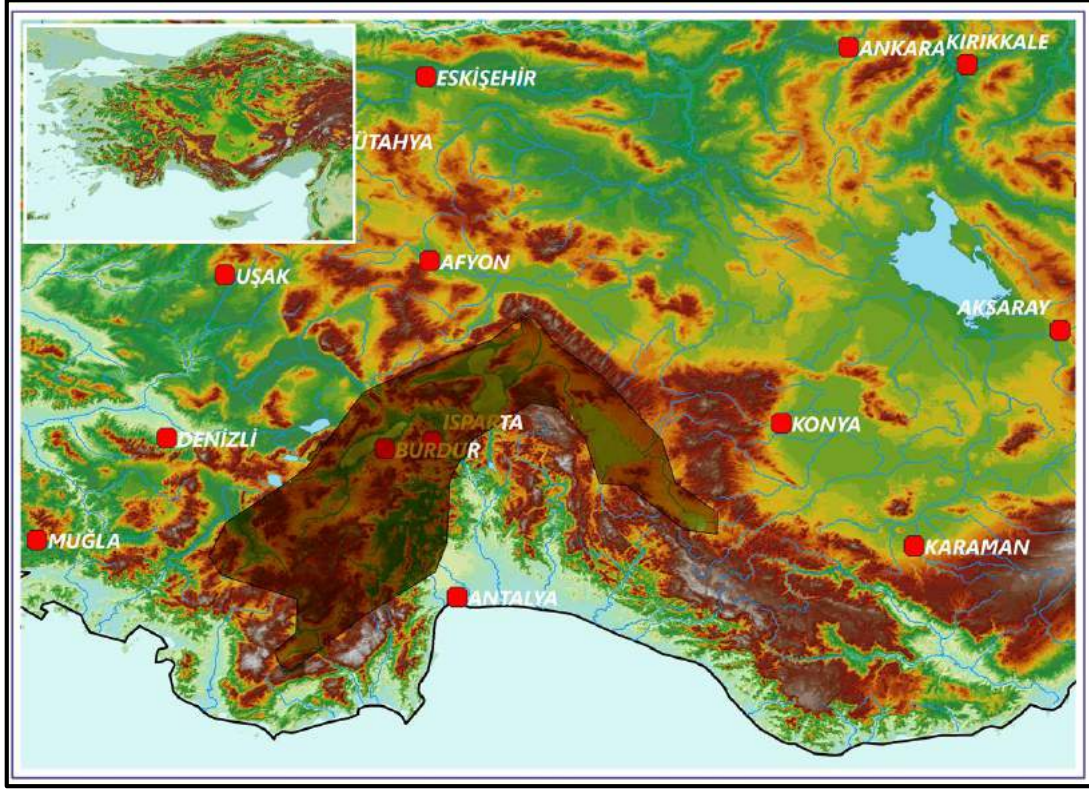 ANKARA
KIRIKKALE
ESKİŞEHİR
ÜTAHYA
AFYON
UŞAK
AKSARAY
ISPARTA
KONYA
DENİZLİ
BURDUR
MUĞLA
KARAMAN
ANTALYA